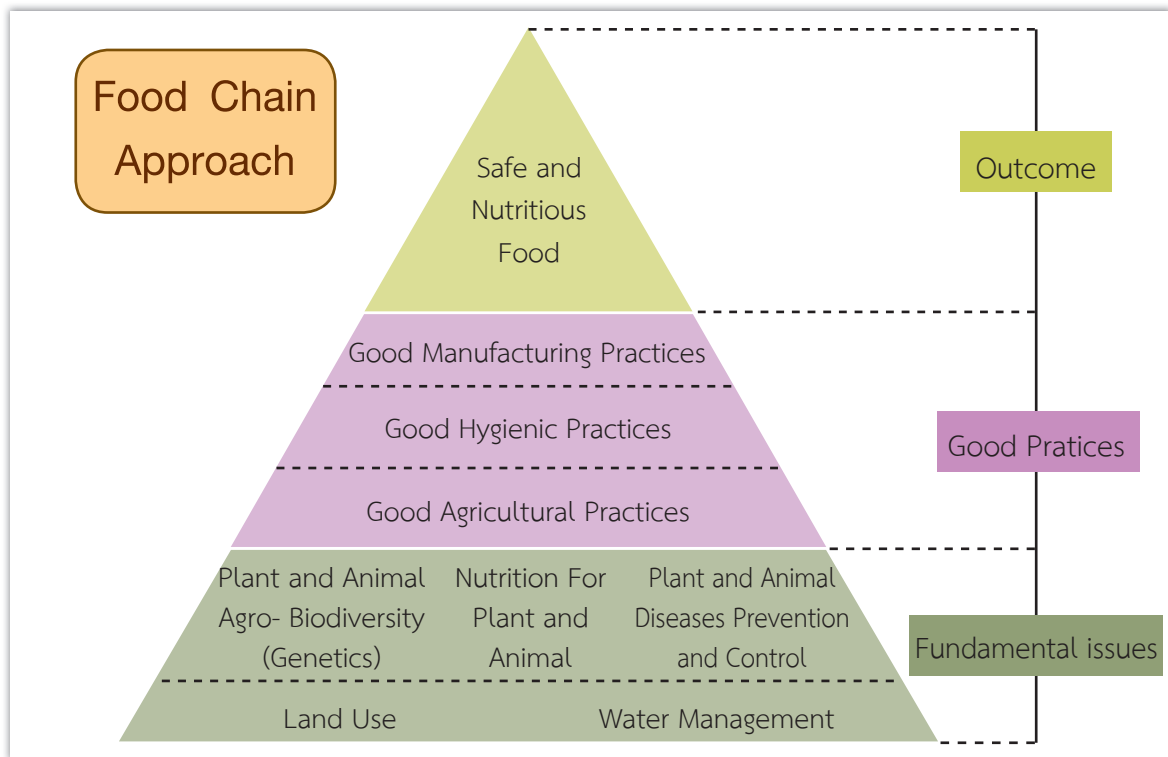 Food Chain
Approach
Safe and
Nutritious
Food
Outcome
Good Manufacturing Practices
Good Hygienic Practices
Good Agricultural Practices
Good Pratices
Plant and Animal
Agro- Biodiversity
(Genetics)
Nutrition For
Plant and
Animal
Plant and Animal
Diseases Prevention
and Control
Land Use
Water Management
Fundamental issues